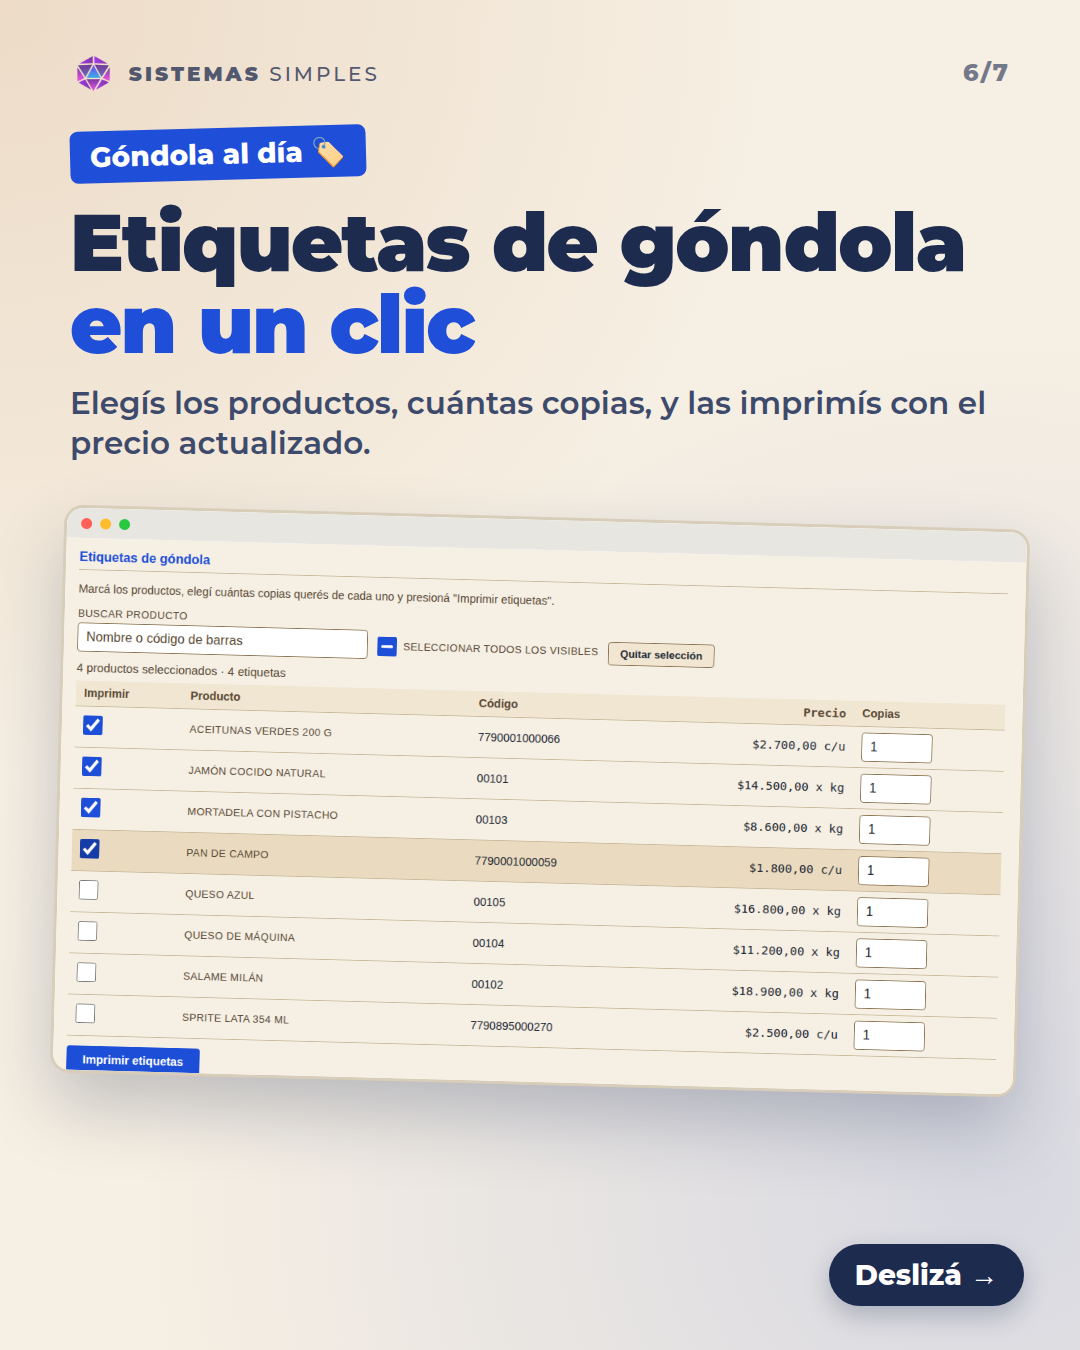 SISTEMAS SIMPLES
6/7
Góndola al día 🏷️
Etiquetas de góndola
en un clic
Elegís los productos, cuántas copias, y las imprimís con el
precio actualizado.
Etiquetas de góndola
Marcá los productos, elegí cuántas copias querés de cada uno y presioná "Imprimir etiquetas".
BUSCAR PRODUCTO
Nombre o código de barras SELECCIONAR TODOS LOS VISIBLES Quitar selección
4 productos seleccionados · 4 etiquetas
Imprimir Producto Código Precio Copias
ACEITUNAS VERDES 200 G 7790001000066 $2.700,00 c/u 1
JAMÓN COCIDO NATURAL 00101 $14.500,00 x kg 1
MORTADELA CON PISTACHO 00103 $8.600,00 x kg 1
PAN DE CAMPO 7790001000059 $1.800,00 c/u 1
QUESO AZUL 00105 $16.800,00 x kg 1
QUESO DE MÁQUINA 00104 $11.200,00 x kg 1
SALAME MILÁN 00102 $18.900,00 x kg 1
SPRITE LATA 354 ML 7790895000270 $2.500,00 c/u 1
Imprimir etiquetas
Deslizá →